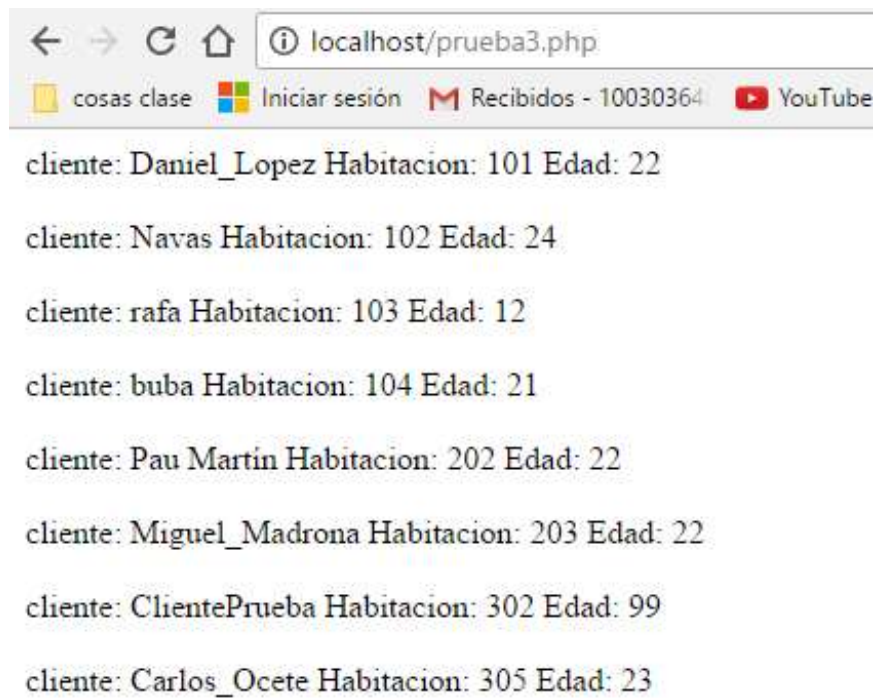 localhost/prueba3.php
cosas clase Iniciar sesión Recibidos - 10030364 YouTube
cliente: Daniel_Lopez Habitacion: 101 Edad: 22
cliente: Navas Habitacion: 102 Edad: 24
cliente: rafa Habitacion: 103 Edad: 12
cliente: buba Habitacion: 104 Edad: 21
cliente: Pau Martín Habitacion: 202 Edad: 22
cliente: Miguel_Madrona Habitacion: 203 Edad: 22
cliente: ClientePrueba Habitacion: 302 Edad: 99
cliente: Carlos_Ocete Habitacion: 305 Edad: 23